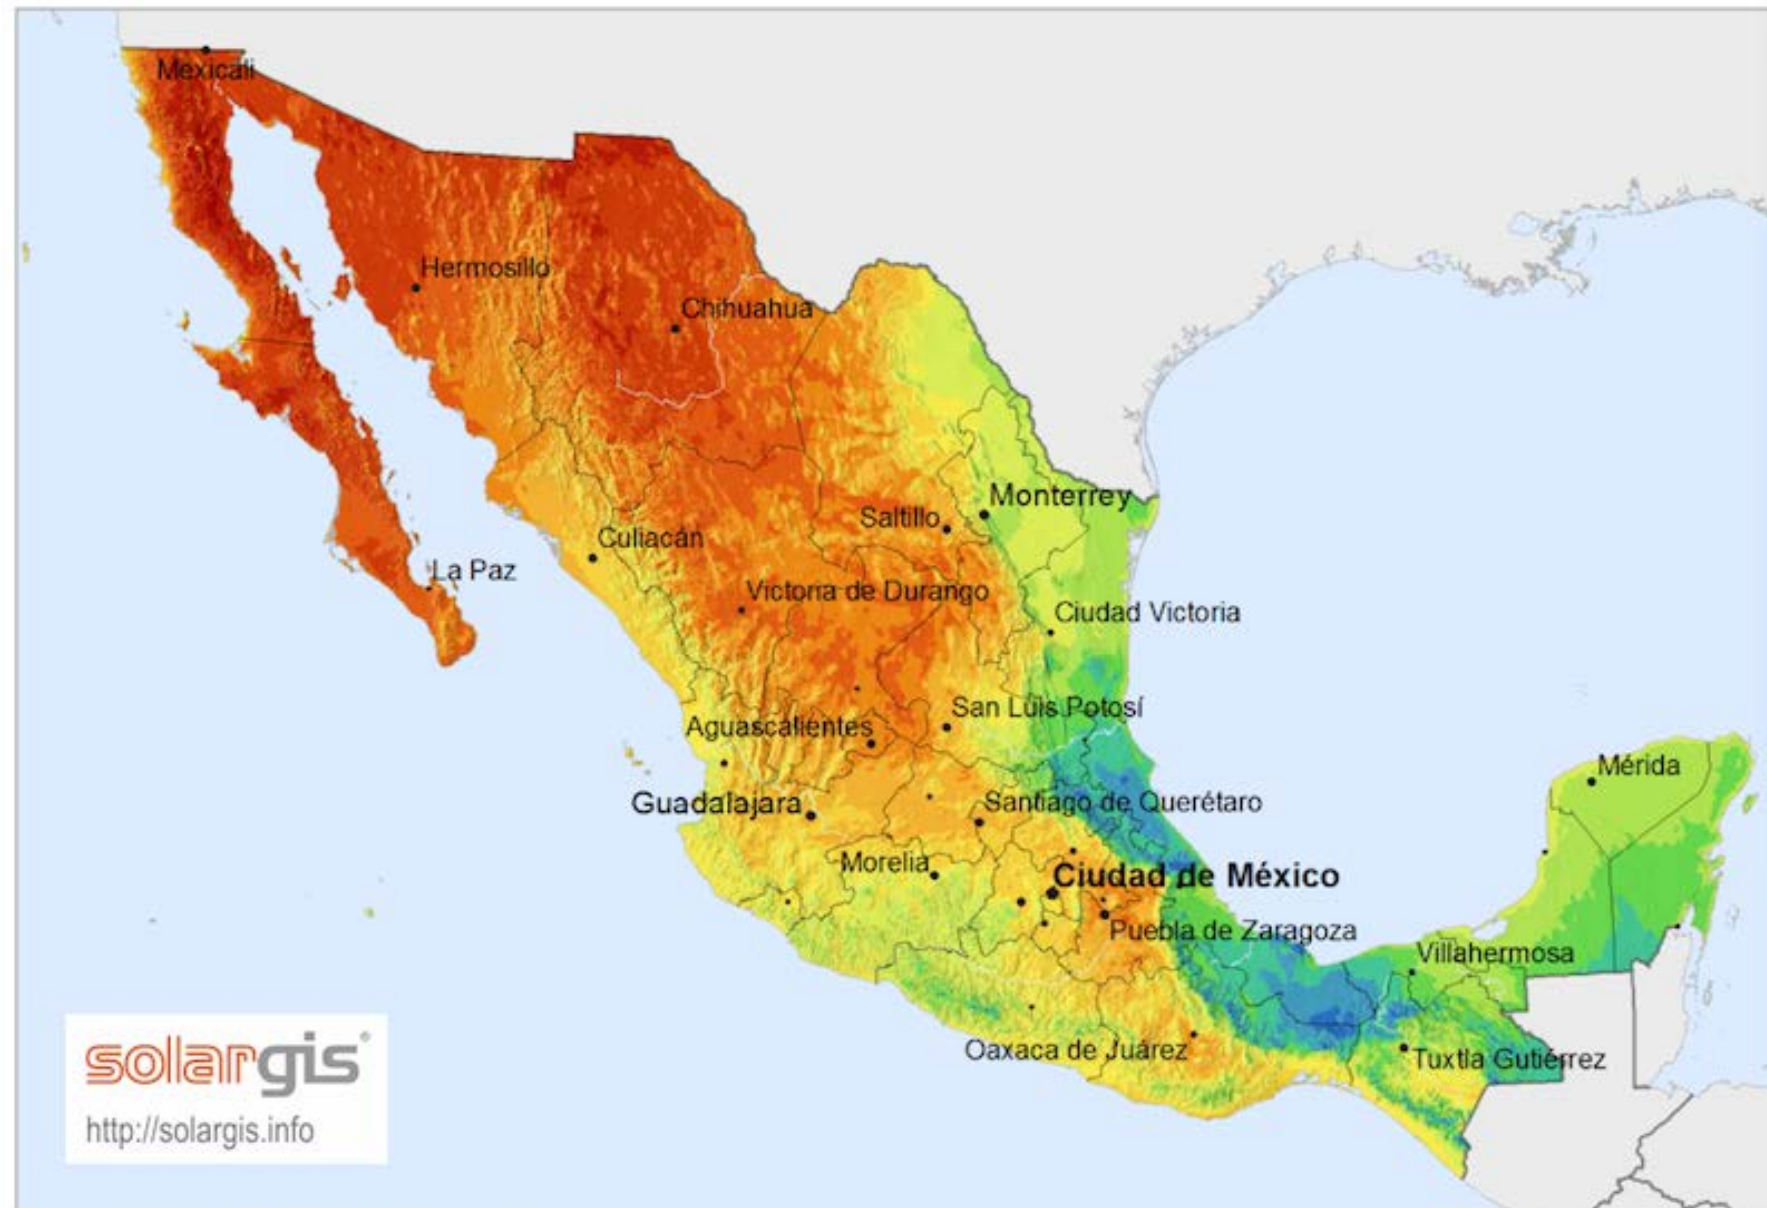 Mexicali
Hermosillo
Chihuahua
Monterrey
Saltillo
Culiacán
La Paz
Victoria de Durango
Ciudad Victoria
San Luis Potosí
Aguascalientes
Mérida
Guadalajara
Santiago de Querétaro
Morelia
Ciudad de México
Puebla de Zaragoza
Villahermosa
Oaxaca de Juárez
Tuxtla Gutiérrez
solargis®
http://solargis.info